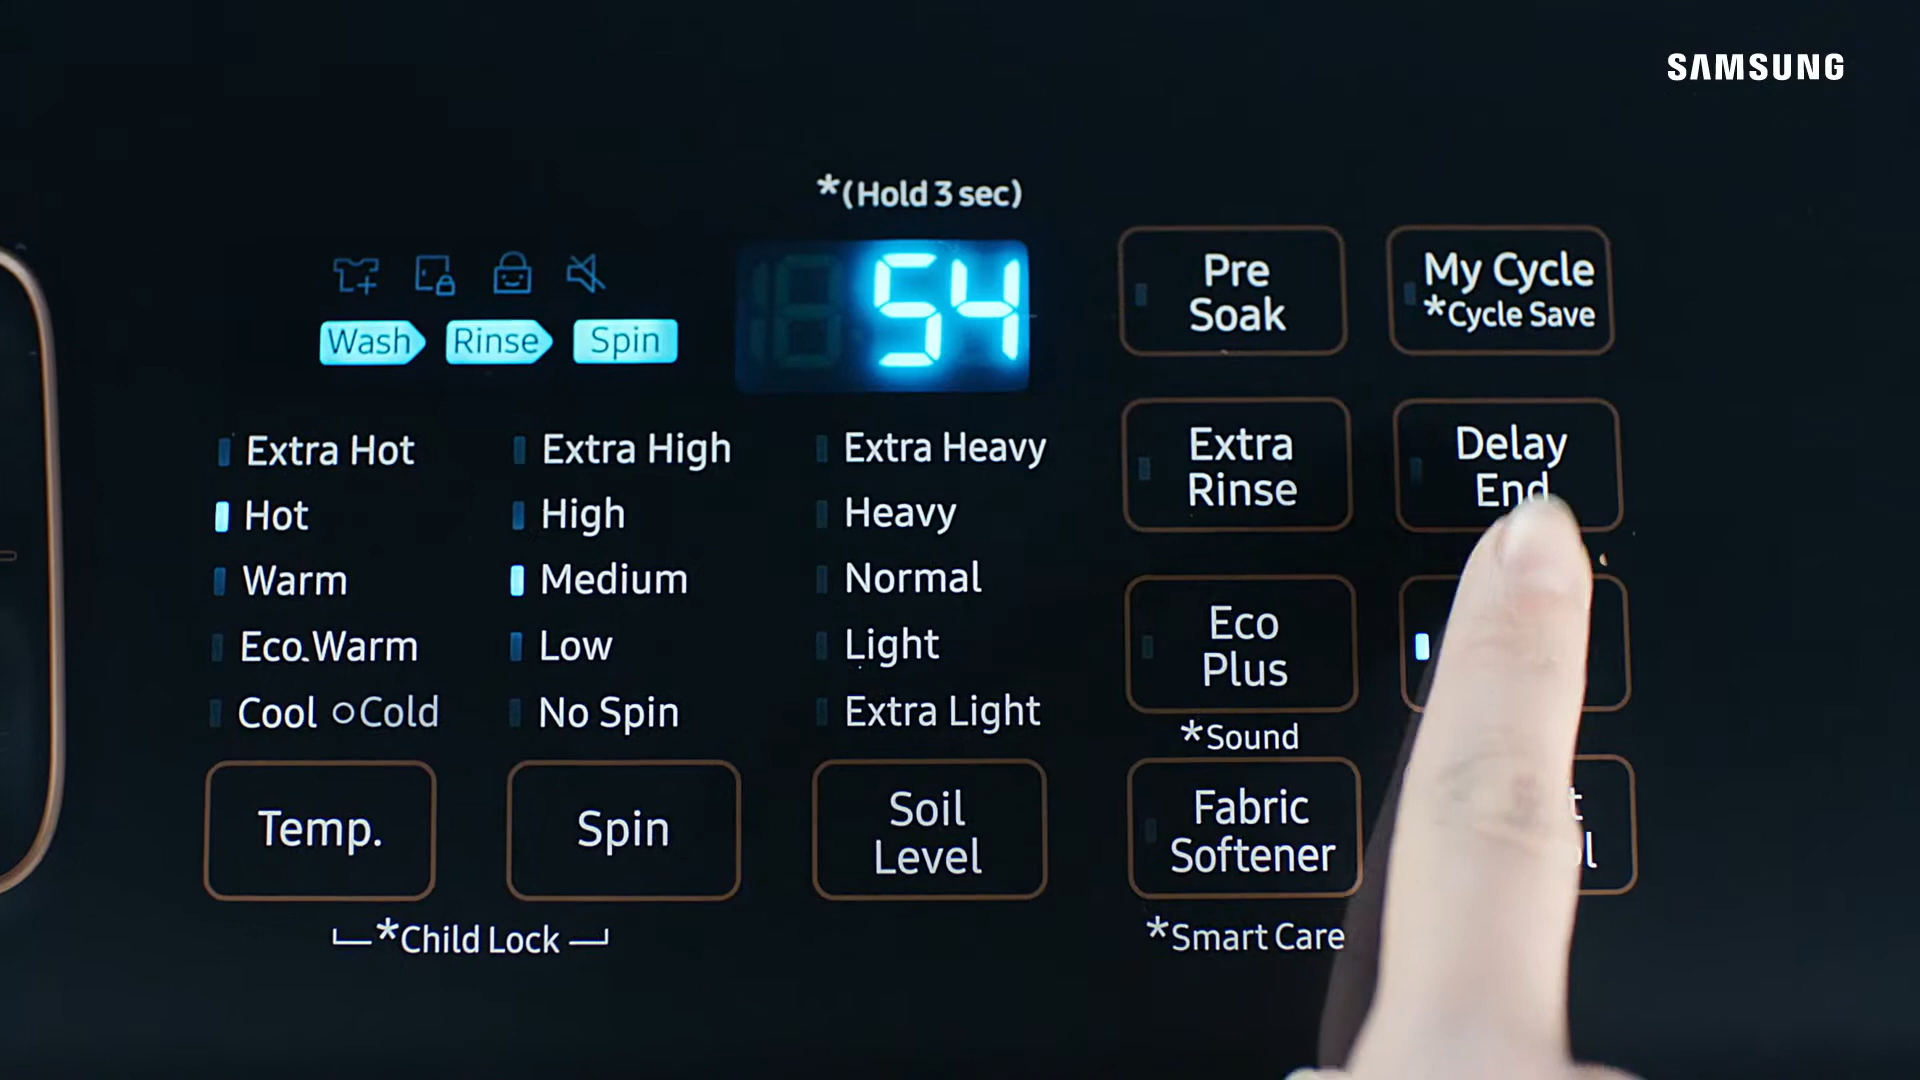 SAMSUNG
*(Hold 3 sec)
54
Wash Rinse Spin
Extra Hot
Hot
Warm
Eco Warm
Cool Cold
Temp.
Extra High
High
Medium
Low
No Spin
Spin
*Child Lock
Extra Heavy
Heavy
Normal
Light
Extra Light
Soil
Level
Pre
Soak
My Cycle
*Cycle Save
Extra
Rinse
Delay
End
Eco
Plus
*Sound
Fabric
Softener
*Smart Care